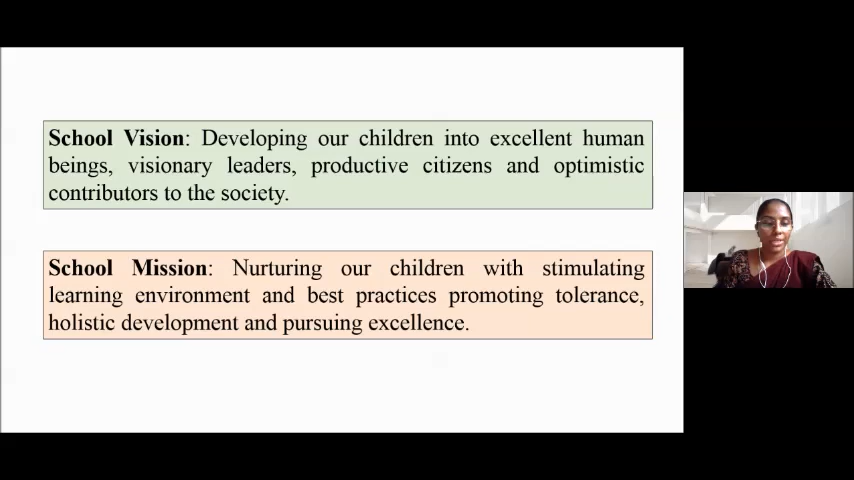 School Vision: Developing our children into excellent human
beings, visionary leaders, productive citizens and optimistic
contributors to the society.
School Mission: Nurturing our children with stimulating
learning environment and best practices promoting tolerance,
holistic development and pursuing excellence.